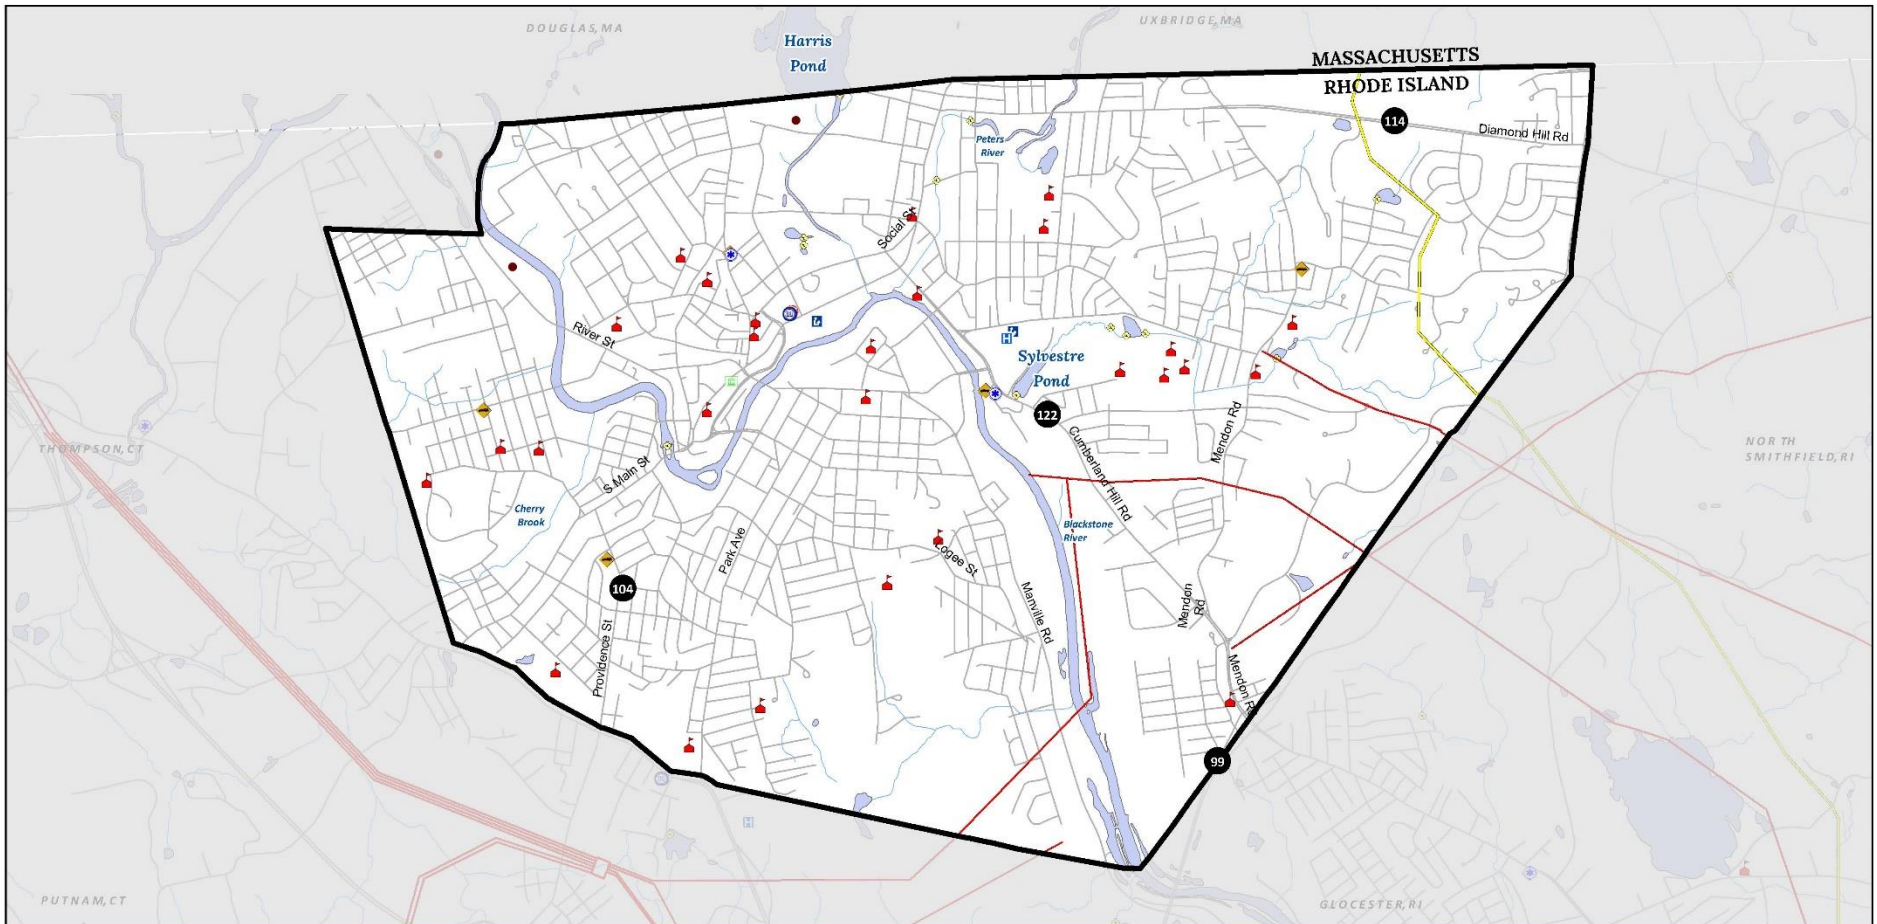 DOUGLAS,MA
UXBRIDGE,MA
Harris
Pond
MASSACHUSETTS
RHODE ISLAND
114
Diamond Hill Rd
Peters
River
Social St
River St
H
Sylvestre
Pond
122
THOMPSON,CT
NORTH
SMITHFIELD,RI
Mendon Rd
Cumberland Hill Rd
S Main St
Cherry
Brook
Blackstone
River
Park Ave
Logee St
104
Manville Rd
Mendon
Rd
Providence St
Mendon Rd
99
H
PUTNAM,CT
GLOCESTER,RI